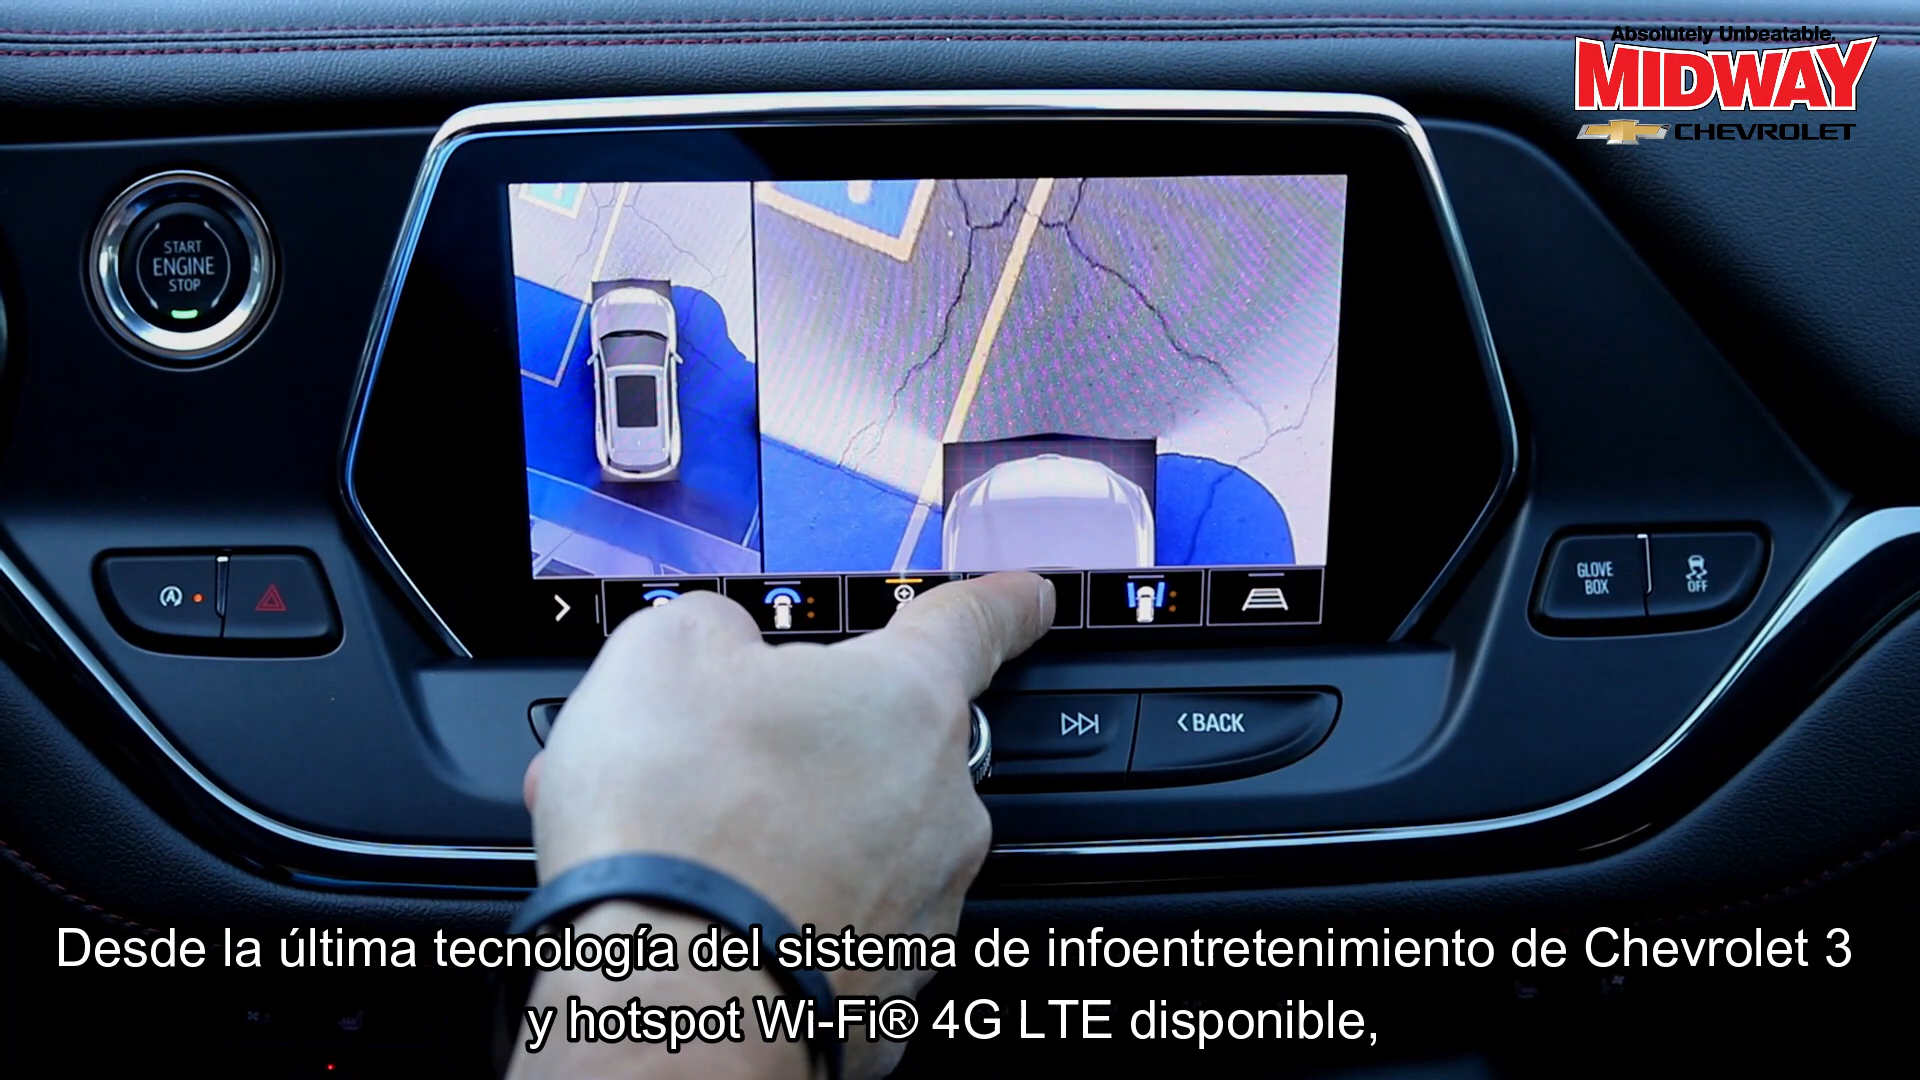 Absolutely Unbeatable.
MIDWAY
CHEVROLET
START
ENGINE
STOP
A
GLOVE
BOX
OFF
BACK
Desde la última tecnología del sistema de infoentretenimiento de Chevrolet 3
y hotspot Wi-Fi® 4G LTE disponible,